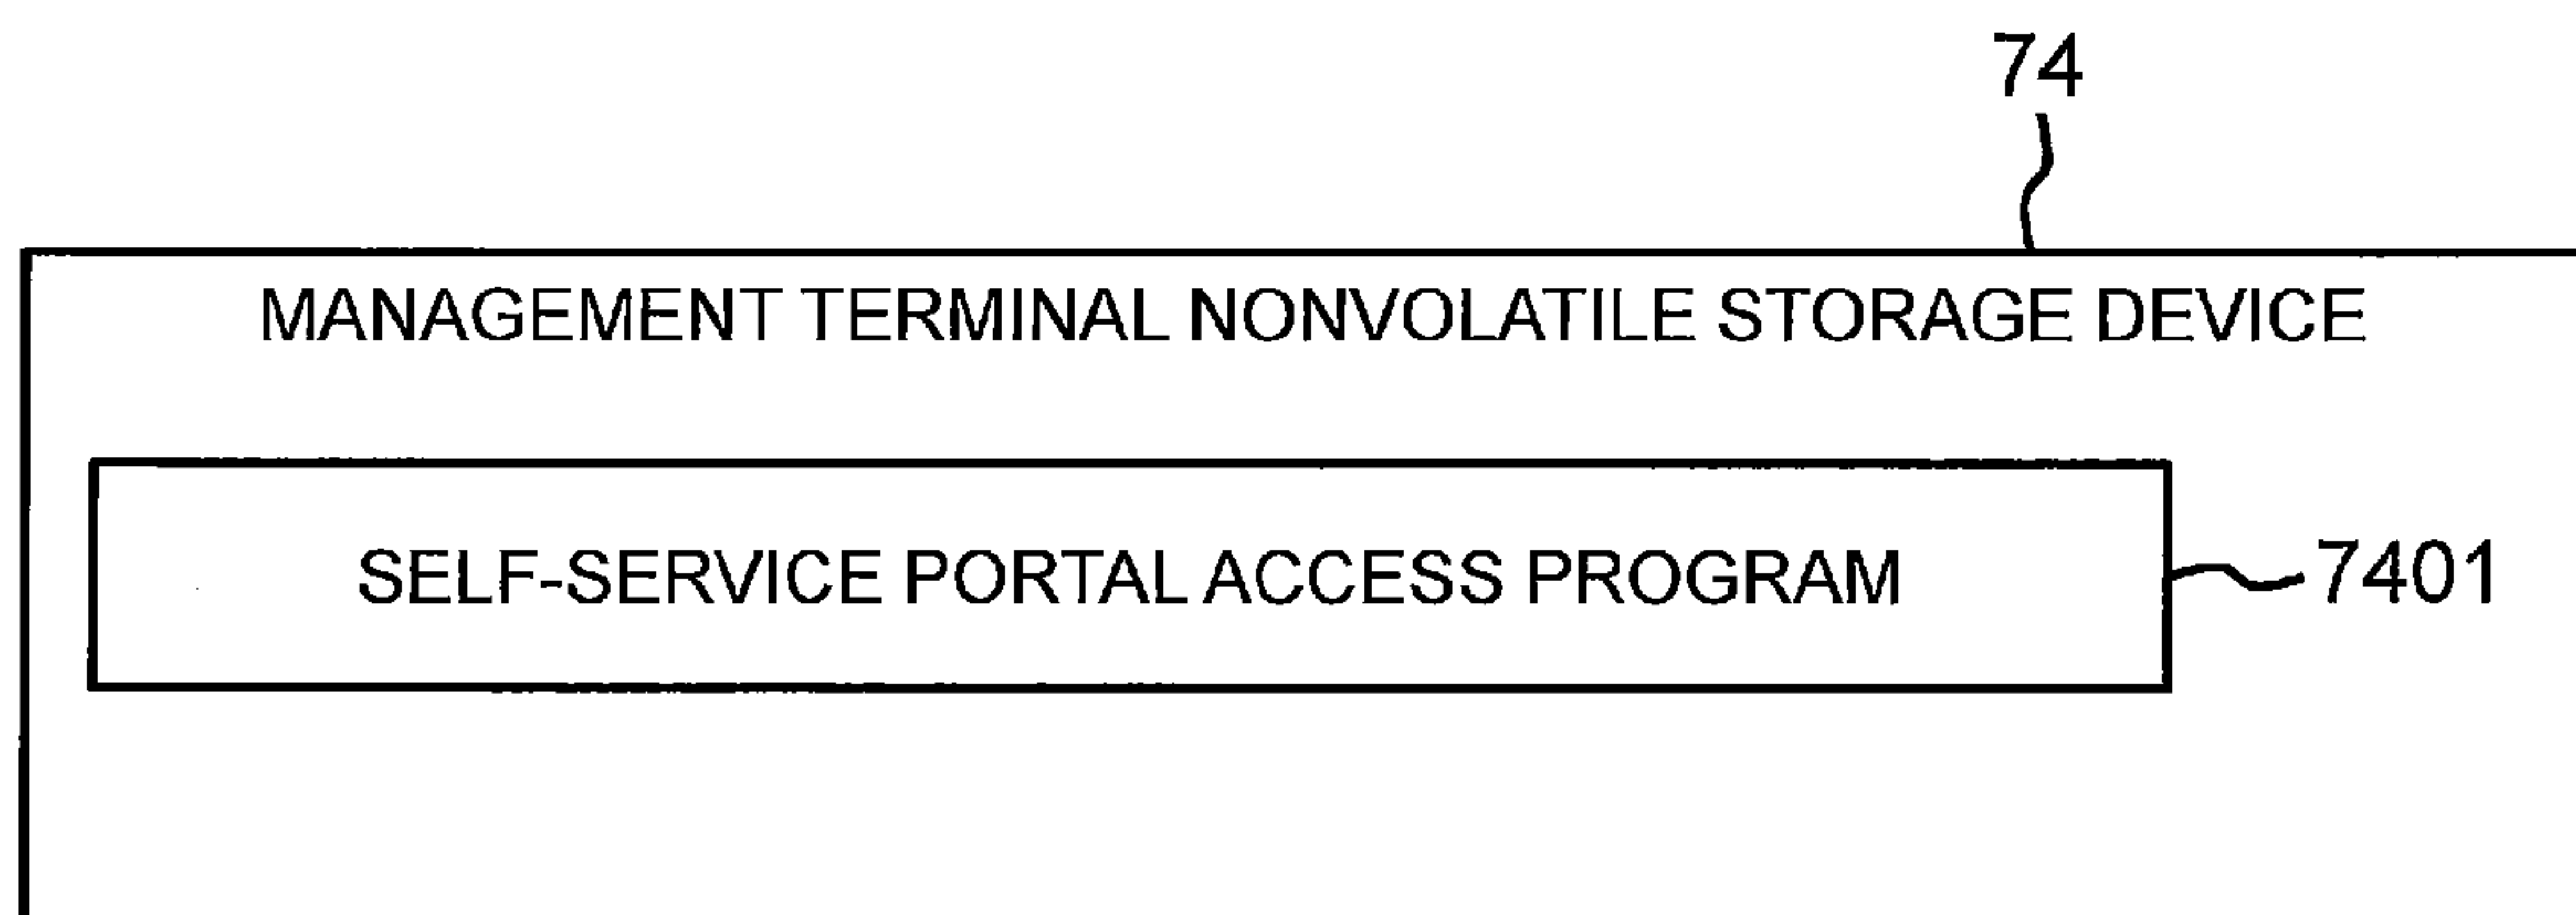 74
MANAGEMENT TERMINAL NONVOLATILE STORAGE DEVICE
SELF-SERVICE PORTAL ACCESS PROGRAM
7401